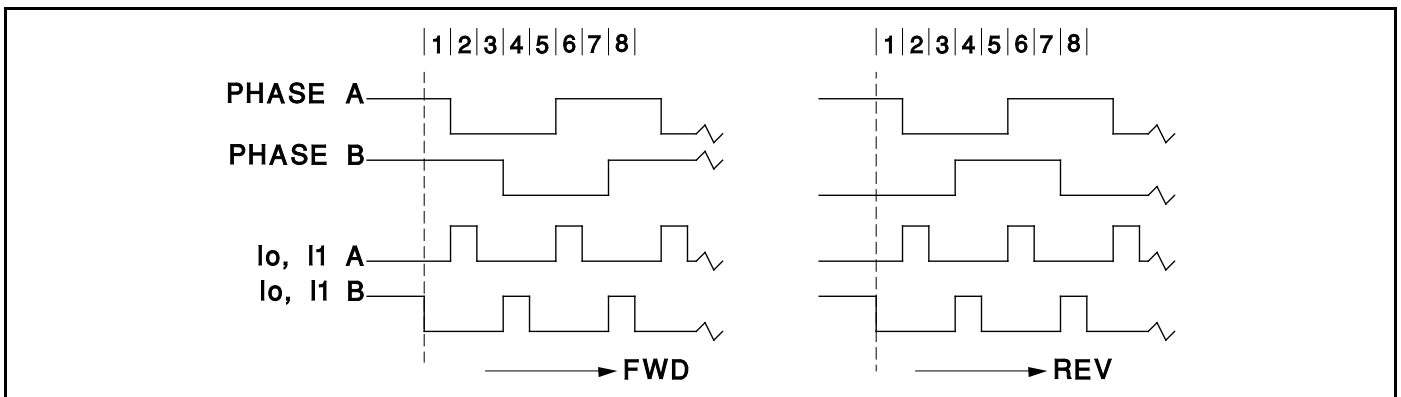 |1|2|3|4|5|6|7|8| |1|2|3|4|5|6|7|8|
PHASE A
PHASE B
Io, I1 A
Io, I1 B
FWD REV